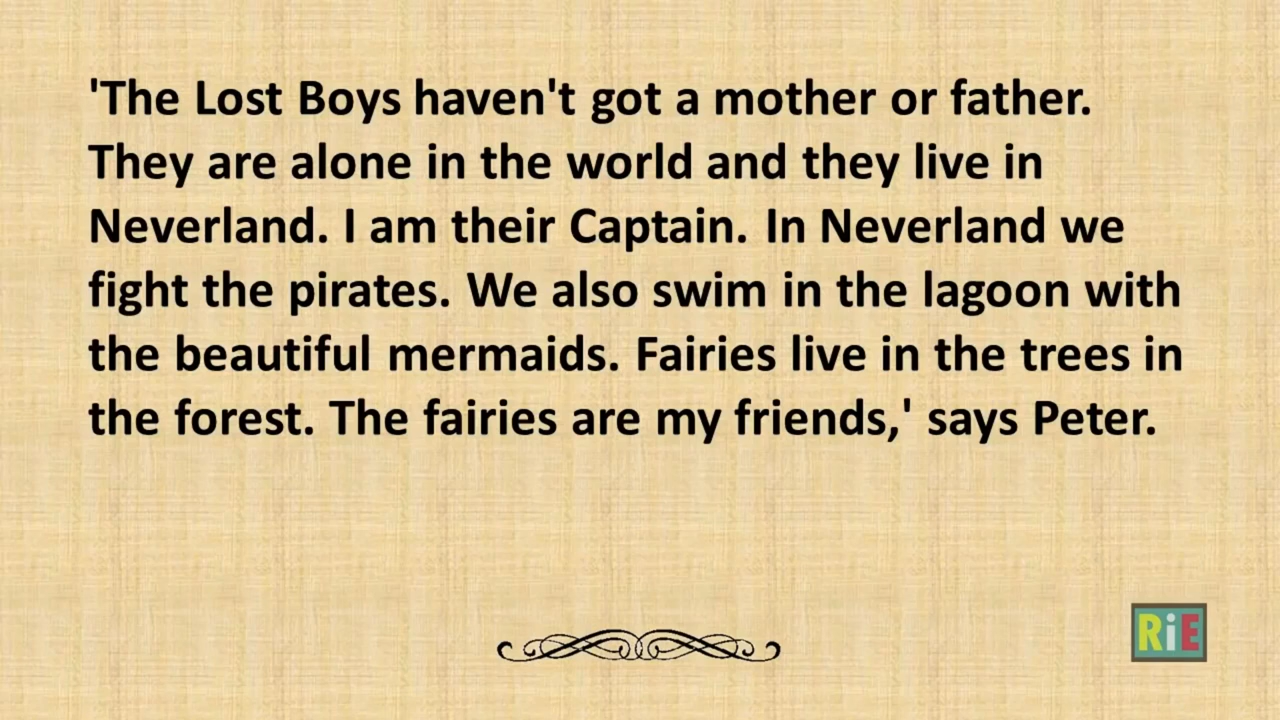 'The Lost Boys haven't got a mother or father.
They are alone in the world and they live in
Neverland. I am their Captain. In Neverland we
fight the pirates. We also swim in the lagoon with
the beautiful mermaids. Fairies live in the trees in
the forest. The fairies are my friends,' says Peter.
RiE